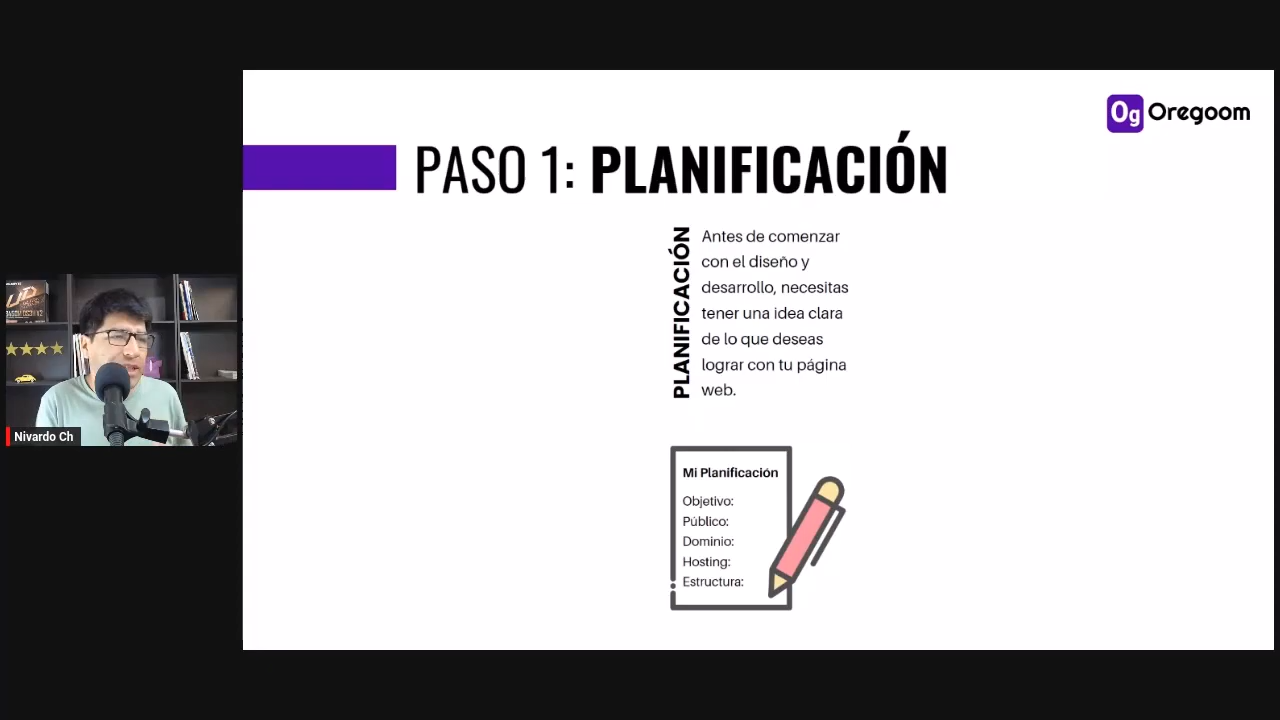 Og Oregoom
PASO 1: PLANIFICACIÓN
PLANIFICACIÓN
Antes de comenzar
con el diseño y
desarrollo, necesitas
tener una idea clara
de lo que deseas
lograr con tu página
web.
Mi Planificación
Objetivo:
Público:
Dominio:
Hosting:
Estructura:
Nivardo Ch